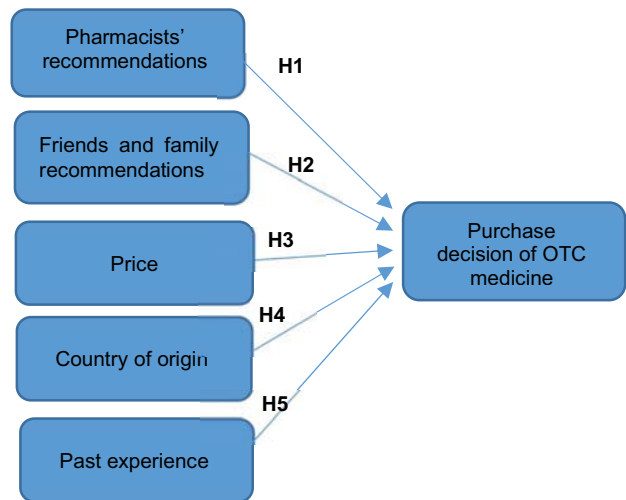 Pharmacists'
recommendations
H1
Friends and family
recommendations
H2
Price
H3
Purchase
decision of OTC
medicine
Country of origin
H4
Past experience
H5